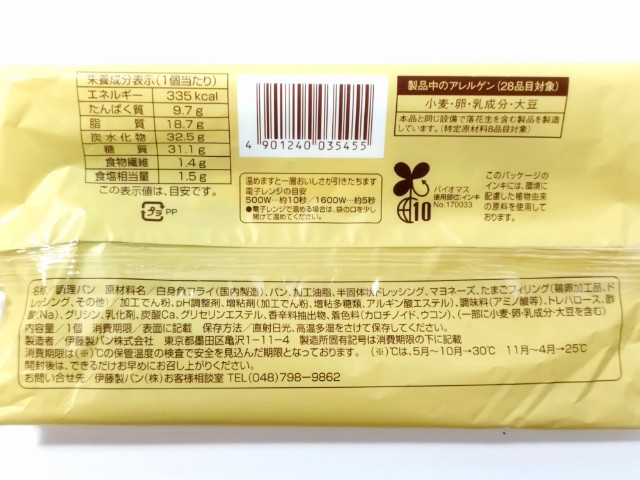 栄養成分表示(1個当たり)
エネルギー 335kcal
たんぱく質 9.7g
脂質 18.7g
炭水化物 32.5g
糖質 31.1g
食物繊維 1.4g
食塩相当量 1.5g
この表示値は、目安です。
プラ PP
4 901240 035455
温めますと一層おいしさが引きたちます
電子レンジの目安
500W…約10秒/1600W…約5秒
●電子レンジで温める場合は、袋の口を少し
開けて温めてください。
製品中のアレルゲン(28品目対象)
小麦・卵・乳成分・大豆
本品と同じ設備で落花生を含む製品を製造
しています。(特定原材料8品目対象)
10
バイオマス
使用部位:インキ
No.170033
このパッケージの
インキには、環境に
配慮した植物由来
の原料を使用して
おります。
名称/調理パン 原材料名/白身魚フライ(国内製造)、パン、加工油脂、半固体状ドレッシング、マヨネーズ、たまごフィリング(鶏卵加工品、ド
レッシング、その他)/加工でん粉、pH調整剤、増粘剤(加工でん粉、増粘多糖類、アルギン酸エステル)、調味料(アミノ酸等)、トレハロース、酢
酸(Na)、グリシン、乳化剤、炭酸Ca、グリセリンエステル、香辛料抽出物、着色料(カロチノイド、ウコン)、(一部に小麦・卵・乳成分・大豆を含む)
内容量/1個 消費期限/表面に記載 保存方法/直射日光、高温多湿をさけて保存してください。
製造者/伊藤製パン株式会社 東京都墨田区亀沢1-11-4 製造所固有記号は消費期限の下に記載
消費期限は(※)℃の保管温度の検査で安全を見込んだ期限となっております。 (※)℃は、5月〜10月→30℃ 11月〜4月→25℃
開封後は、できるだけお早めにお召し上がりください。
お問い合せ先/伊藤製パン(株)お客様相談室 TEL(048)798-9862